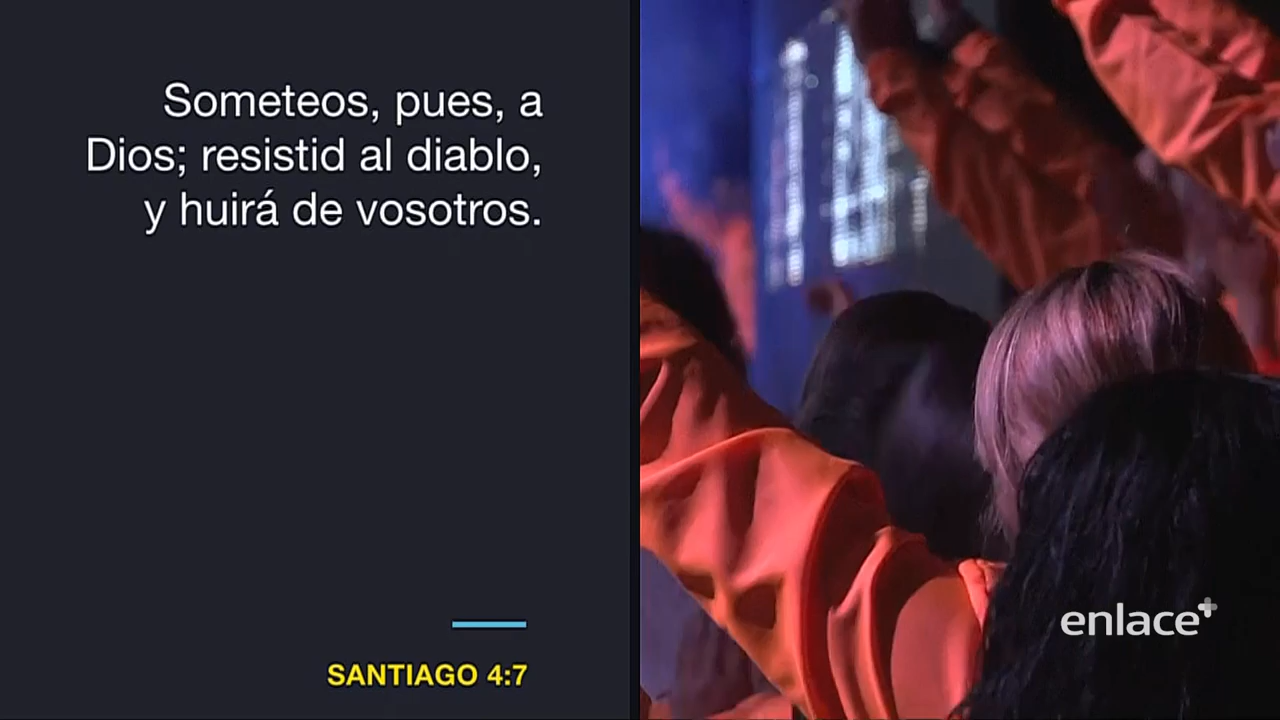 Someteos, pues, a
Dios; resistid al diablo,
y huirá de vosotros.
SANTIAGO 4:7
enlace+